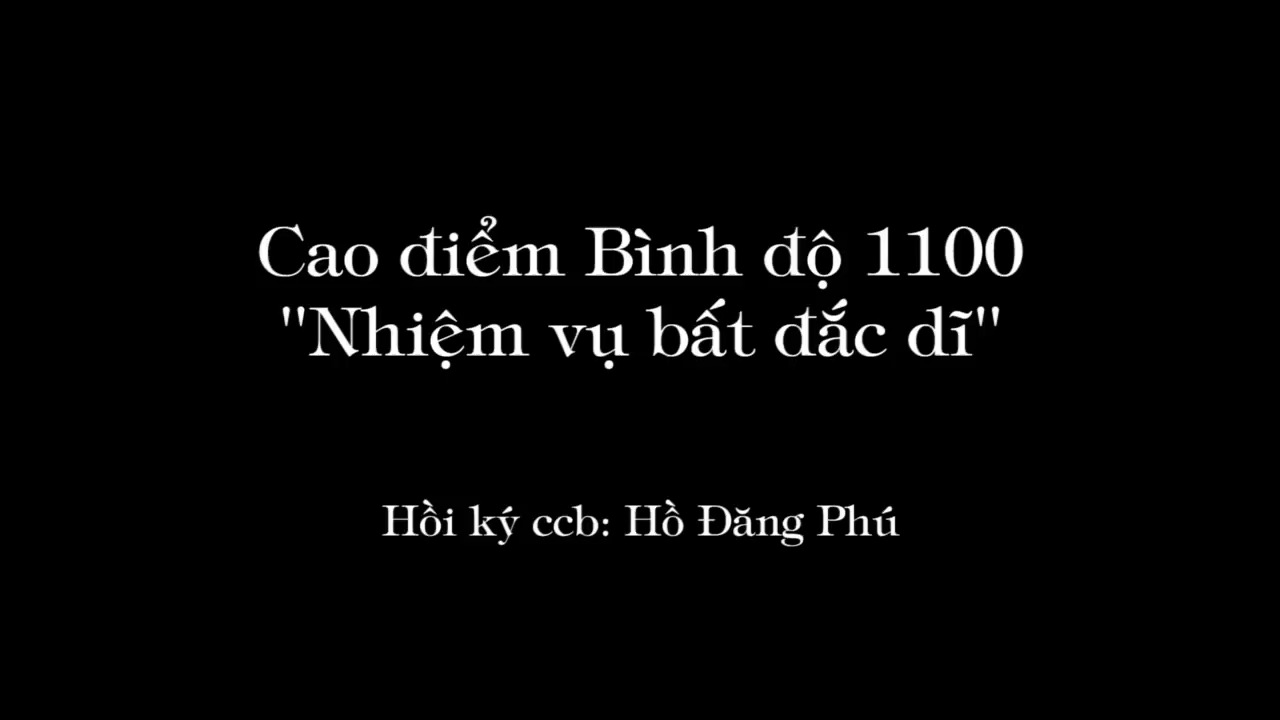 Cao điểm Bình độ 1100
"Nhiệm vụ bất đắc dĩ"
Hồi ký ccb: Hồ Đăng Phú